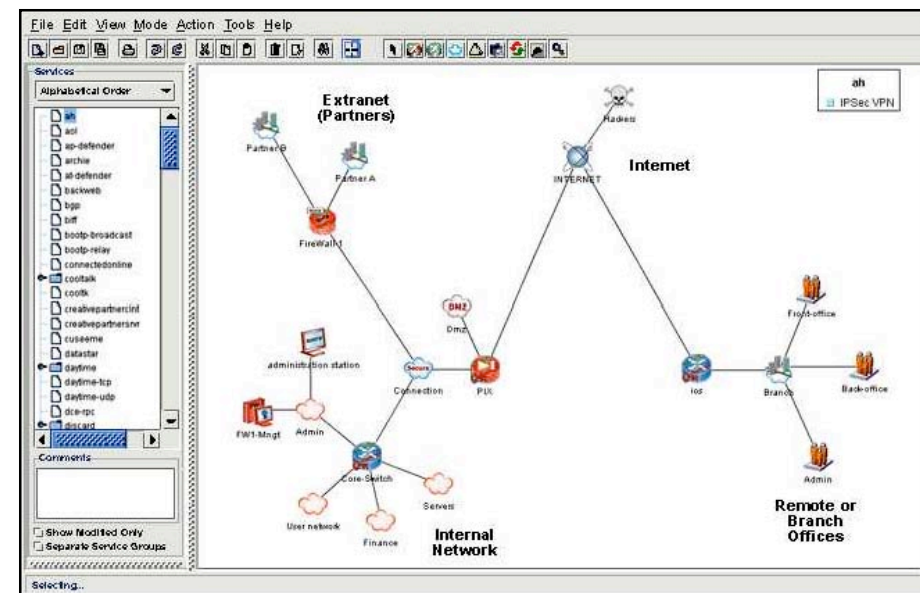 File Edit View Mode Action Tools Help
Services
Alphabetical Order
ah
aol
ap-defender
archie
at-defender
backweb
bgp
biff
bootp-broadcast
bootp-relay
connectedonline
cooltalk
cooltk
creativepartnerclnt
creativepartnersrvr
cuseeme
datastar
daytime
daytime-tcp
daytime-udp
dce-rpc
discard
Comments
Show Modified Only
Separate Service Groups
Selecting...
Extranet
(Partners)
Partner B
Partner A
FireWall-1
Hackers
INTERNET
Internet
ah
IPSec VPN
DMZ
Dmz
administration station
Secure
Connection
PIX
FW1-Mngt
Admin
Core-Switch
User network
Finance
Servers
Internal
Network
ios
Branch
Front-office
Back-office
Admin
Remote or
Branch
Offices